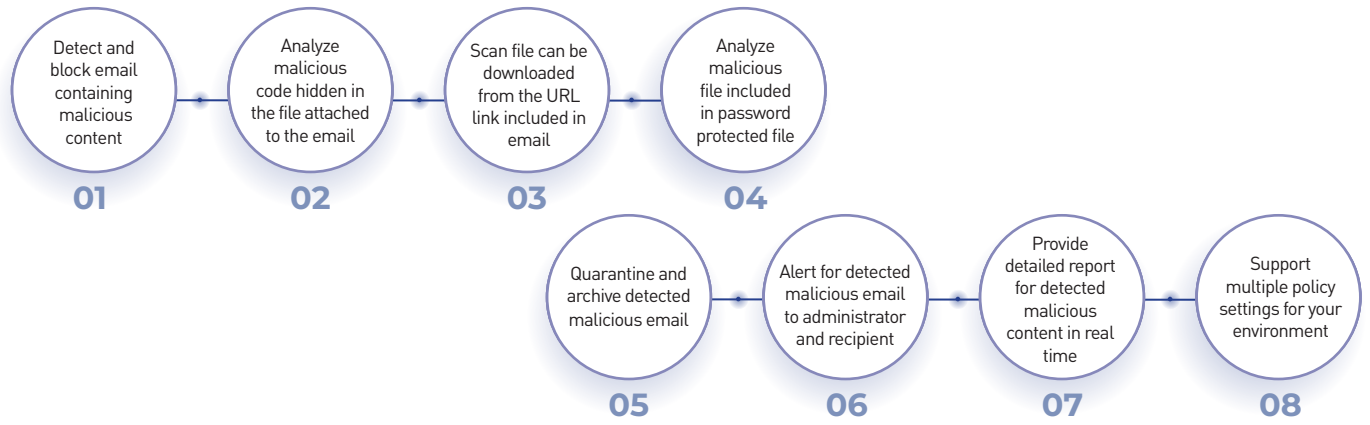 Detect and
block email
containing
malicious
content
01
Analyze
malicious
code hidden in
the file attached
to the email
02
Scan file can be
downloaded
from the URL
link included in
email
03
Analyze
malicious
file included
in password
protected file
04
Quarantine and
archive detected
malicious email
05
Alert for detected
malicious email
to administrator
and recipient
06
Provide
detailed report
for detected
malicious
content in real
time
07
Support
multiple policy
settings for your
environment
08